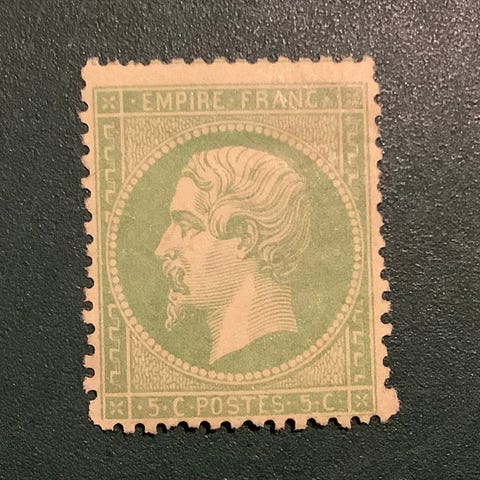 EMPIRE FRANC
5 · C · POSTES · 5 · C